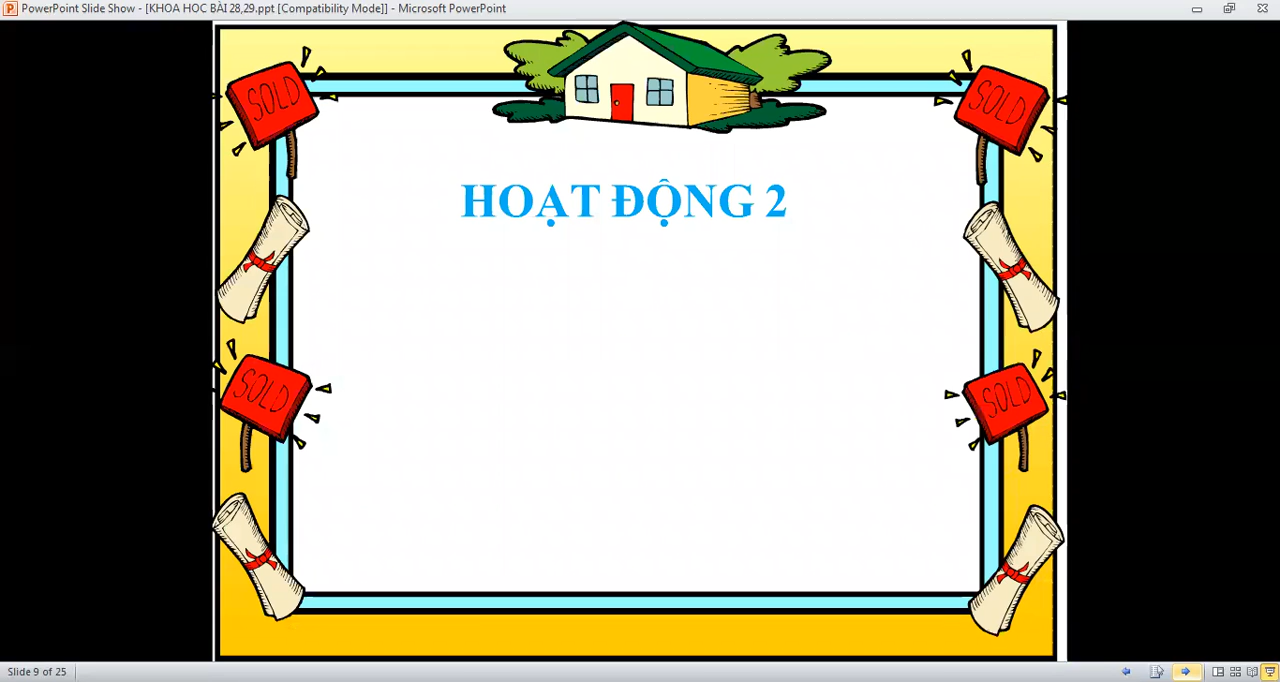 PowerPoint Slide Show - [KHOA HỌC BÀI 28,29.ppt [Compatibility Mode]] - Microsoft PowerPoint
SOLD
SOLD
HOẠT ĐỘNG 2
SOLD
SOLD
Slide 9 of 25